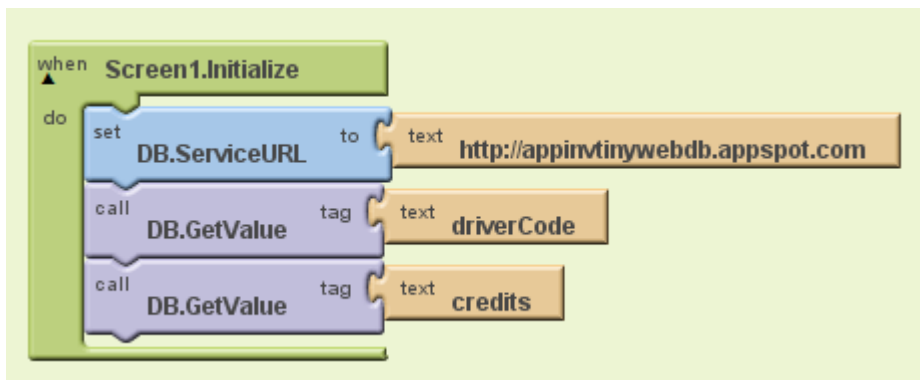 when Screen1.Initialize
do
set DB.ServiceURL to text http://appinvtinywebdb.appspot.com
call DB.GetValue tag text driverCode
call DB.GetValue tag text credits